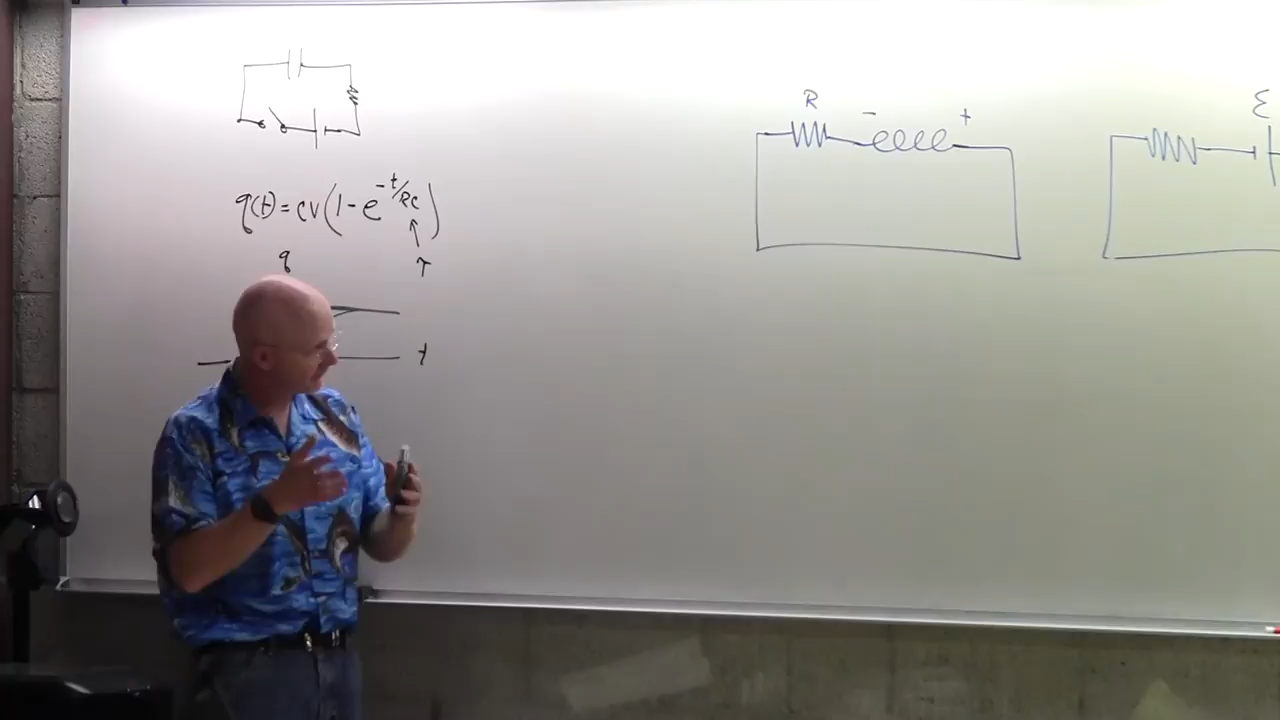 q(t) = CV(1 - e^{-t/RC})
τ
q
t
R
- +
ε